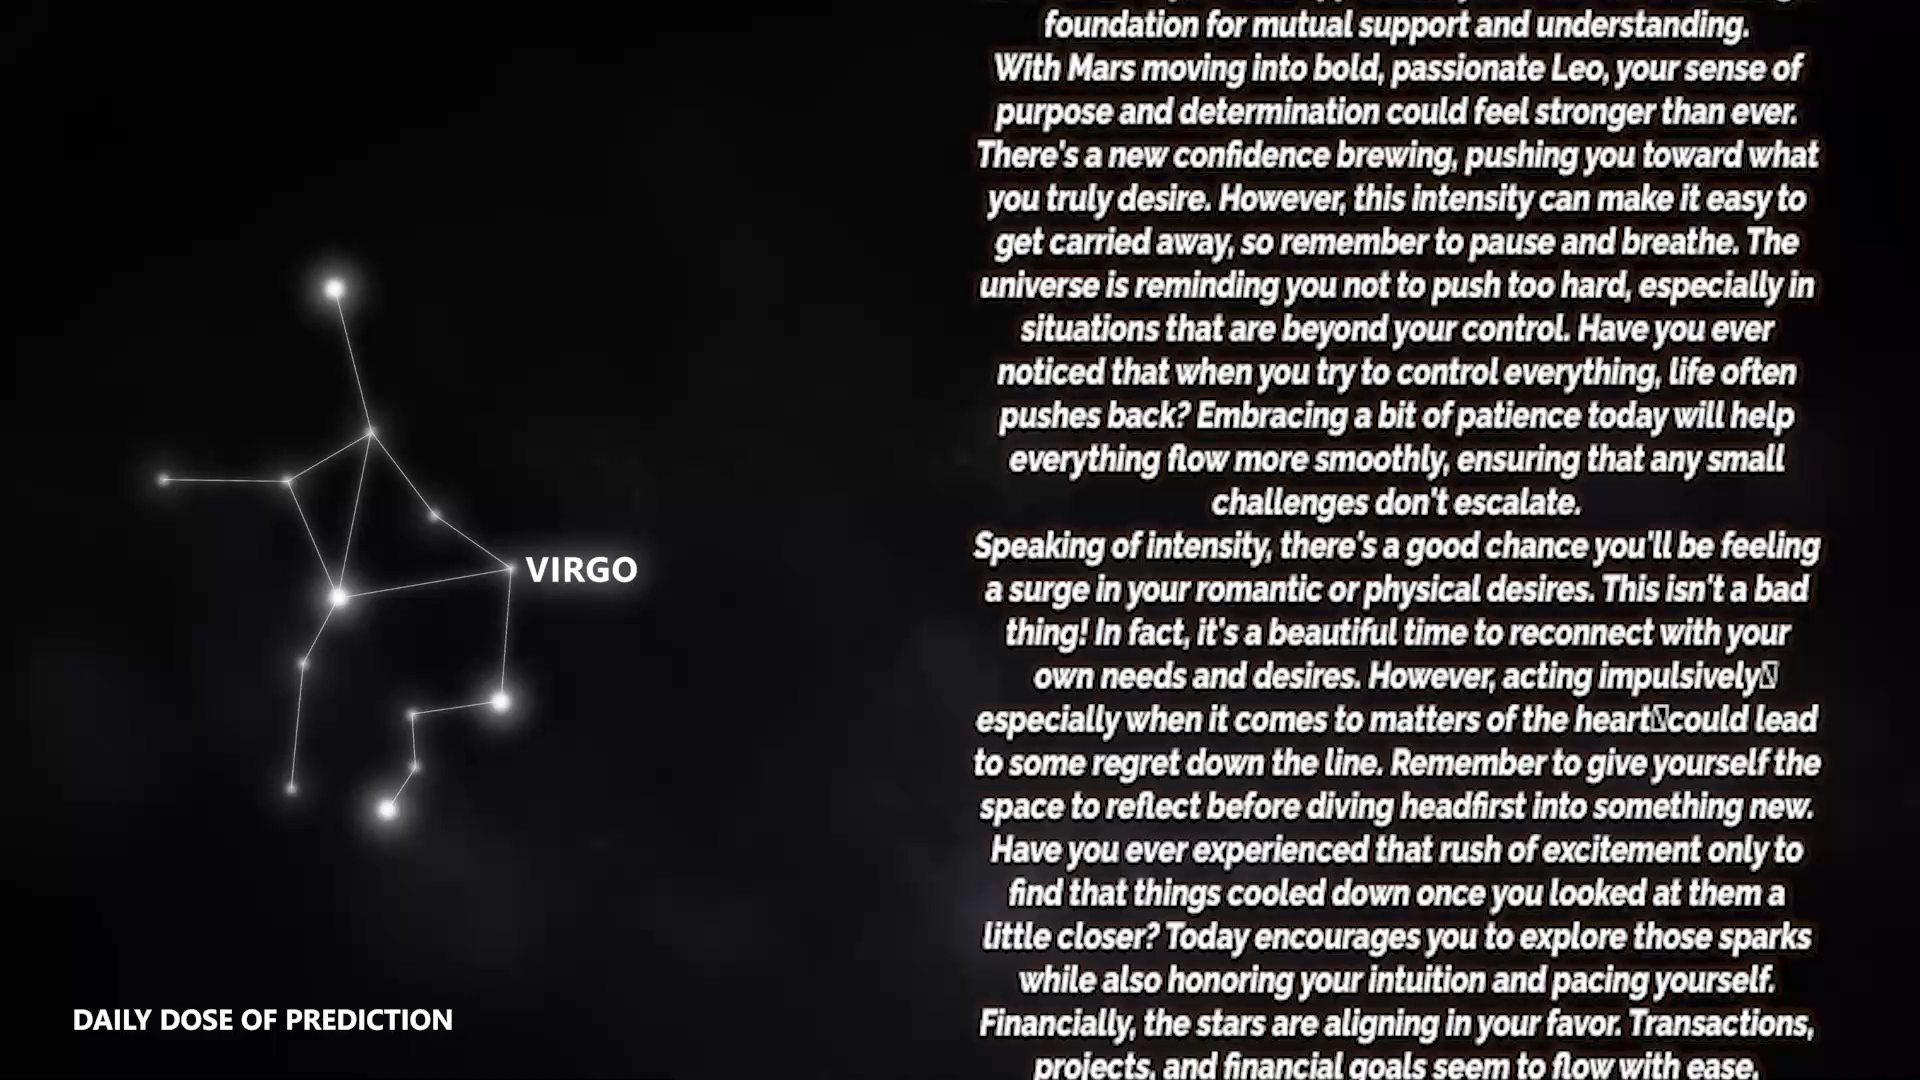 foundation for mutual support and understanding.
With Mars moving into bold, passionate Leo, your sense of
purpose and determination could feel stronger than ever.
There's a new confidence brewing, pushing you toward what
you truly desire. However, this intensity can make it easy to
get carried away, so remember to pause and breathe. The
universe is reminding you not to push too hard, especially in
situations that are beyond your control. Have you ever
noticed that when you try to control everything, life often
pushes back? Embracing a bit of patience today will help
everything flow more smoothly, ensuring that any small
challenges don't escalate.
Speaking of intensity, there's a good chance you'll be feeling
a surge in your romantic or physical desires. This isn't a bad
thing! In fact, it's a beautiful time to reconnect with your
own needs and desires. However, acting impulsively
especially when it comes to matters of the heart could lead
to some regret down the line. Remember to give yourself the
space to reflect before diving headfirst into something new.
Have you ever experienced that rush of excitement only to
find that things cooled down once you looked at them a
little closer? Today encourages you to explore those sparks
while also honoring your intuition and pacing yourself.
Financially, the stars are aligning in your favor. Transactions,
projects, and financial goals seem to flow with ease,
VIRGO
DAILY DOSE OF PREDICTION